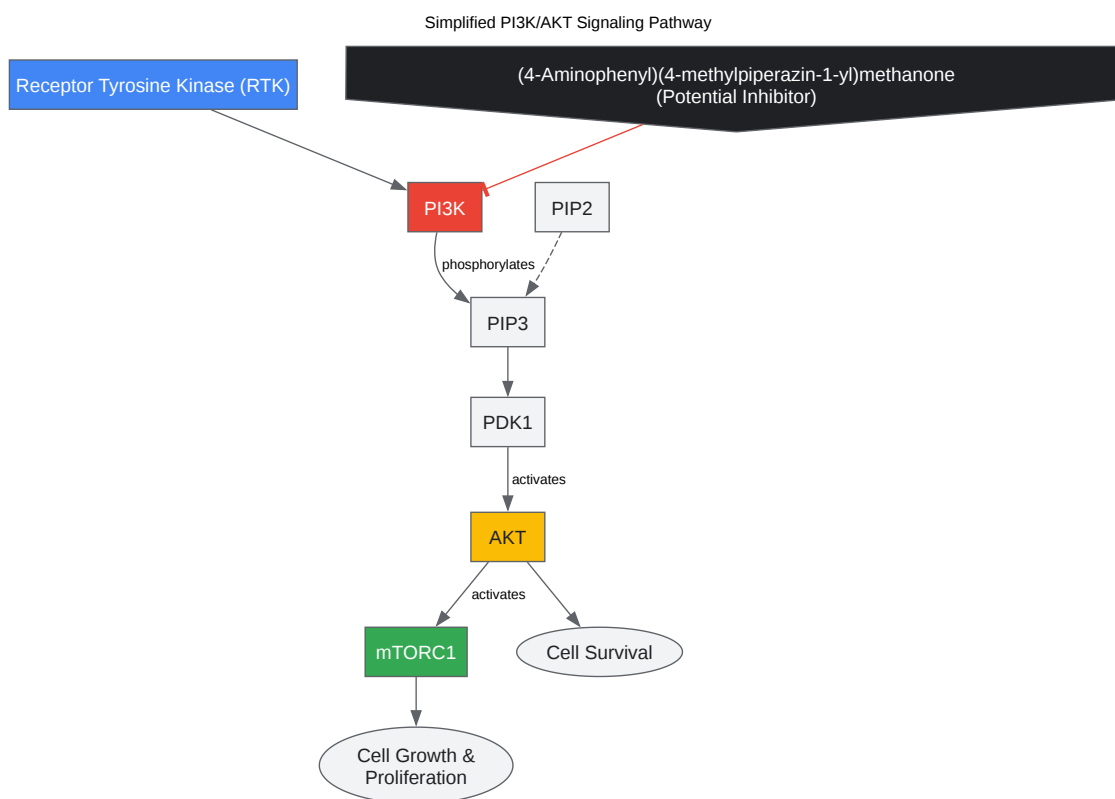 Simplified PI3K/AKT Signaling Pathway
Receptor Tyrosine Kinase (RTK)
(4-Aminophenyl)(4-methylpiperazin-1-yl)methanone
(Potential Inhibitor)
PI3K
PIP2
phosphorylates
PIP3
PDK1
activates
AKT
activates
mTORC1
Cell Survival
Cell Growth &
Proliferation